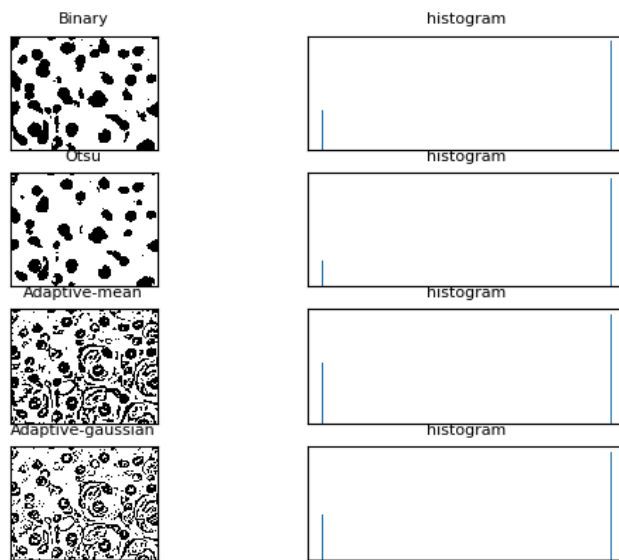 Binary
histogram
Otsu
histogram
Adaptive-mean
histogram
Adaptive-gaussian
histogram